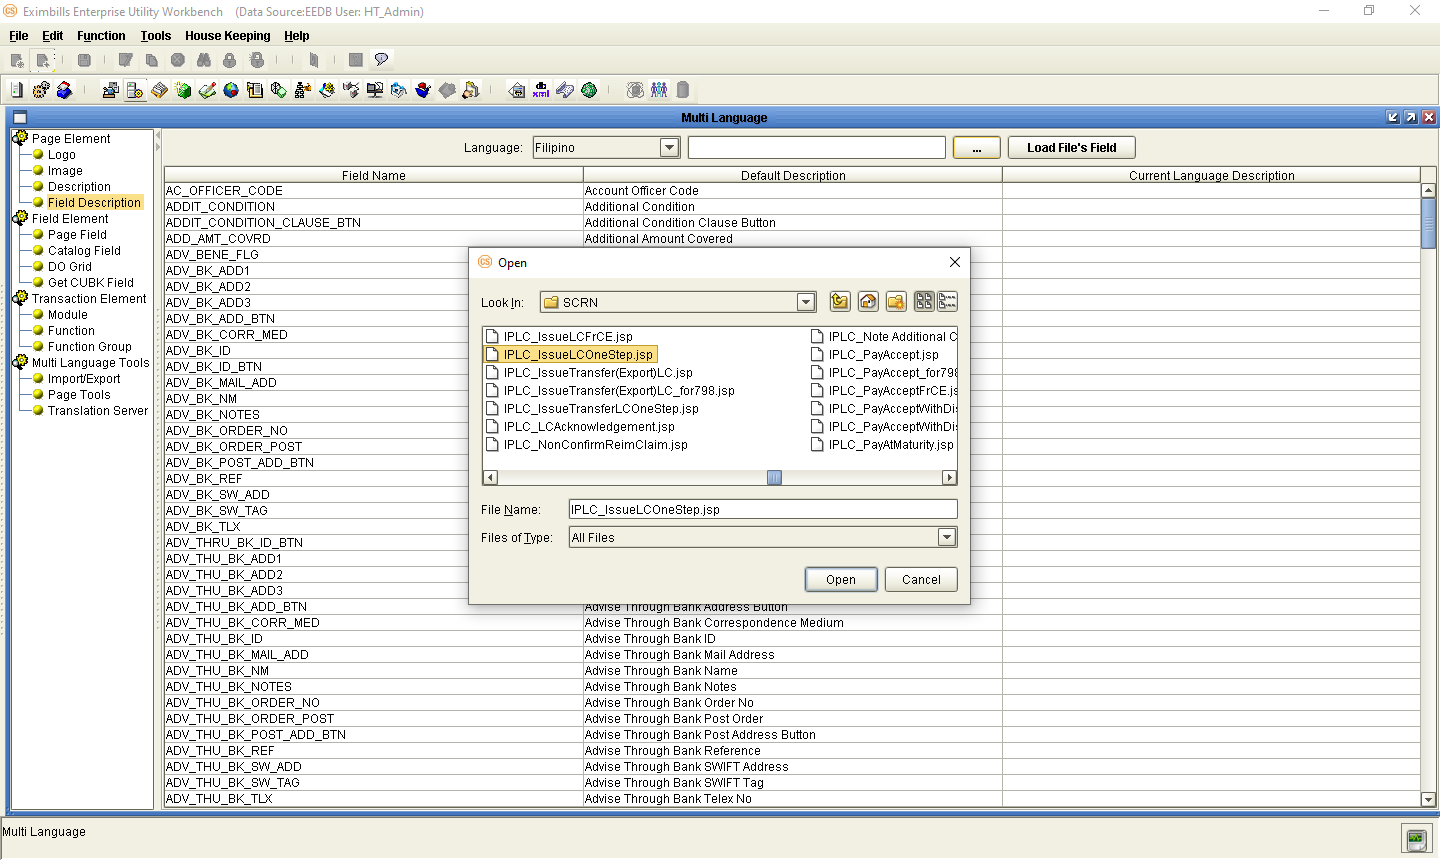 Eximbills Enterprise Utility Workbench    (Data Source:EEDB User: HT_Admin)
File Edit Function Tools House Keeping Help
Multi Language
Page Element
Logo
Image
Description
Field Description
Field Element
Page Field
Catalog Field
DO Grid
Get CUBK Field
Transaction Element
Module
Function
Function Group
Multi Language Tools
Import/Export
Page Tools
Translation Server
Language: Filipino ... Load File's Field
Field Name Default Description Current Language Description
AC_OFFICER_CODE Account Officer Code
ADDIT_CONDITION Additional Condition
ADDIT_CONDITION_CLAUSE_BTN Additional Condition Clause Button
ADD_AMT_COVRD Additional Amount Covered
ADV_BENE_FLG
ADV_BK_ADD1
ADV_BK_ADD2
ADV_BK_ADD3
ADV_BK_ADD_BTN
ADV_BK_CORR_MED
ADV_BK_ID
ADV_BK_ID_BTN
ADV_BK_MAIL_ADD
ADV_BK_NM
ADV_BK_NOTES
ADV_BK_ORDER_NO
ADV_BK_ORDER_POST
ADV_BK_POST_ADD_BTN
ADV_BK_REF
ADV_BK_SW_ADD
ADV_BK_SW_TAG
ADV_BK_TLX
ADV_THRU_BK_ID_BTN
ADV_THU_BK_ADD1
ADV_THU_BK_ADD2
ADV_THU_BK_ADD3
ADV_THU_BK_ADD_BTN Advise Through Bank Address Button
ADV_THU_BK_CORR_MED Advise Through Bank Correspondence Medium
ADV_THU_BK_ID Advise Through Bank ID
ADV_THU_BK_MAIL_ADD Advise Through Bank Mail Address
ADV_THU_BK_NM Advise Through Bank Name
ADV_THU_BK_NOTES Advise Through Bank Notes
ADV_THU_BK_ORDER_NO Advise Through Bank Order No
ADV_THU_BK_ORDER_POST Advise Through Bank Post Order
ADV_THU_BK_POST_ADD_BTN Advise Through Bank Post Address Button
ADV_THU_BK_REF Advise Through Bank Reference
ADV_THU_BK_SW_ADD Advise Through Bank SWIFT Address
ADV_THU_BK_SW_TAG Advise Through Bank SWIFT Tag
ADV_THU_BK_TLX Advise Through Bank Telex No
Open
Look In: SCRN
IPLC_IssueLCFrCE.jsp IPLC_Note Additional C
IPLC_IssueLCOneStep.jsp IPLC_PayAccept.jsp
IPLC_IssueTransfer(Export)LC.jsp IPLC_PayAccept_for798
IPLC_IssueTransfer(Export)LC_for798.jsp IPLC_PayAcceptFrCE.js
IPLC_IssueTransferLCOneStep.jsp IPLC_PayAcceptWithDis
IPLC_LCAcknowledgement.jsp IPLC_PayAcceptWithDis
IPLC_NonConfirmReimClaim.jsp IPLC_PayAtMaturity.jsp
File Name: IPLC_IssueLCOneStep.jsp
Files of Type: All Files
Open Cancel
Multi Language